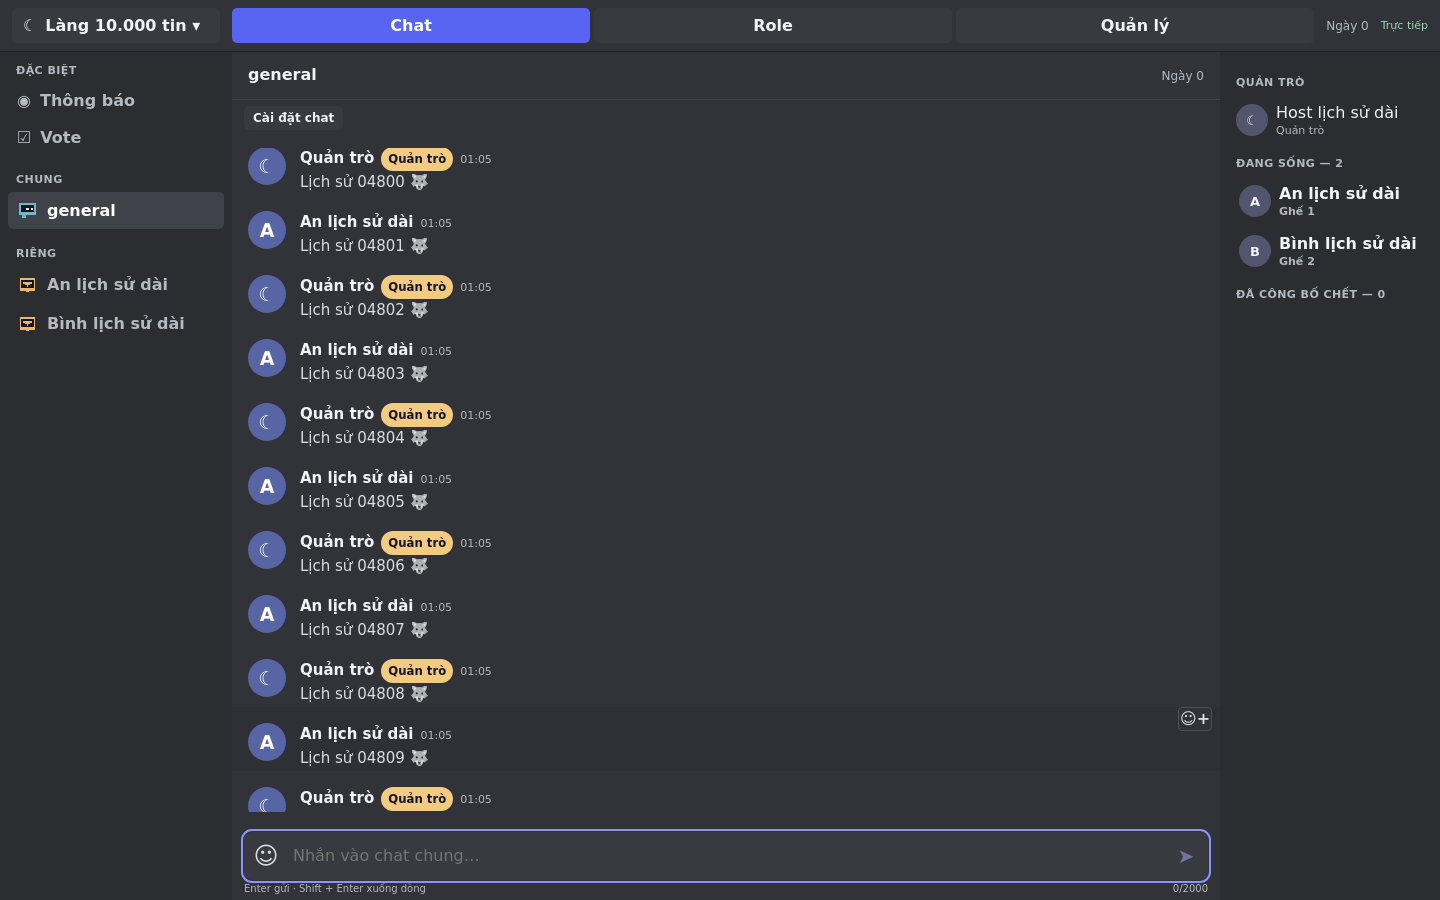 ☾ Làng 10.000 tin ▾
Chat
Role
Quản lý
Ngày 0
Trực tiếp
ĐẶC BIỆT
◉ Thông báo
☑ Vote
CHUNG
general
RIÊNG
An lịch sử dài
Bình lịch sử dài
general
Ngày 0
Cài đặt chat
Quản trò Quản trò 01:05
Lịch sử 04800 🐺
A An lịch sử dài 01:05
Lịch sử 04801 🐺
Quản trò Quản trò 01:05
Lịch sử 04802 🐺
A An lịch sử dài 01:05
Lịch sử 04803 🐺
Quản trò Quản trò 01:05
Lịch sử 04804 🐺
A An lịch sử dài 01:05
Lịch sử 04805 🐺
Quản trò Quản trò 01:05
Lịch sử 04806 🐺
A An lịch sử dài 01:05
Lịch sử 04807 🐺
Quản trò Quản trò 01:05
Lịch sử 04808 🐺
A An lịch sử dài 01:05
Lịch sử 04809 🐺
Quản trò Quản trò 01:05
Nhắn vào chat chung…
Enter gửi · Shift + Enter xuống dòng
0/2000
QUẢN TRÒ
Host lịch sử dài
Quản trò
ĐANG SỐNG — 2
A An lịch sử dài
Ghế 1
B Bình lịch sử dài
Ghế 2
ĐÃ CÔNG BỐ CHẾT — 0